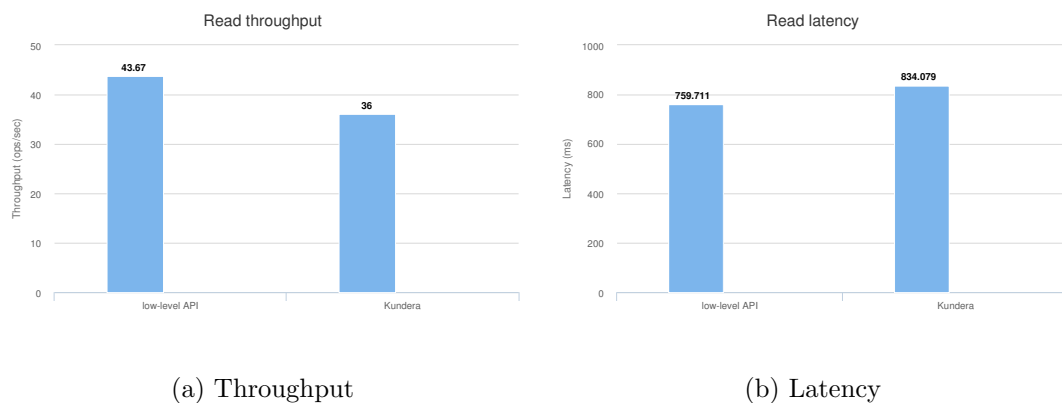 Read throughput
50
40
30
20
10
0
Throughput (ops/sec)
43.67
36
low-level API
Kundera
(a) Throughput
Read latency
1000
800
600
400
200
0
Latency (ms)
759.711
834.079
low-level API
Kundera
(b) Latency